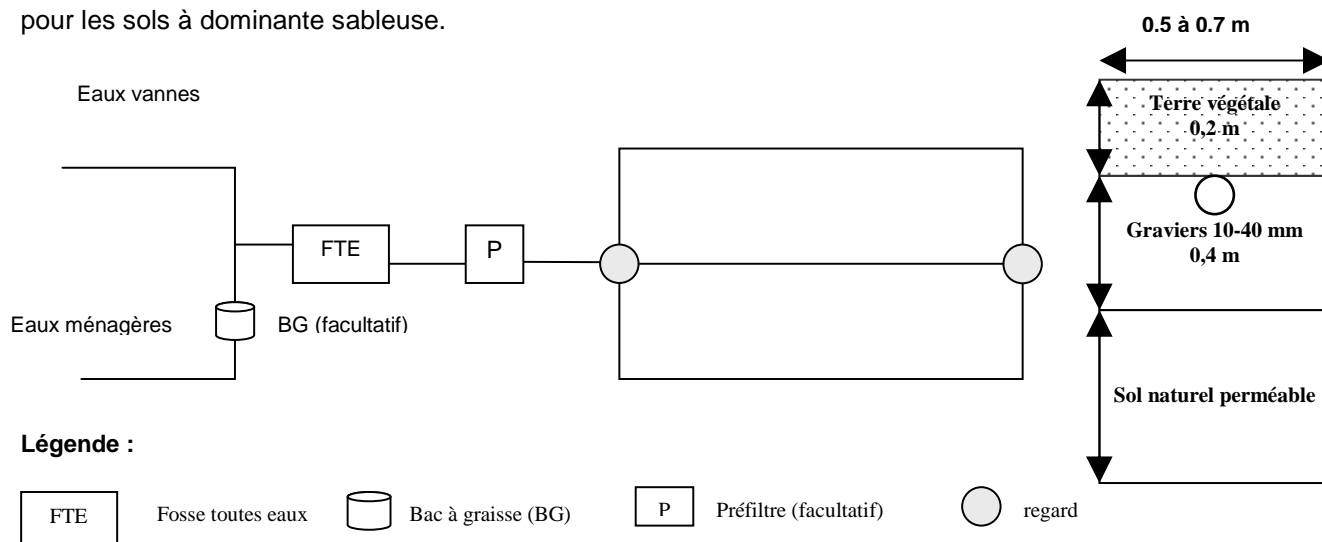 pour les sols à dominante sableuse.
0.5 à 0.7 m
Eaux vannes
Terre végétale
0,2 m
FTE
P
Graviers 10-40 mm
0,4 m
Eaux ménagères
BG (facultatif)
Sol naturel perméable
Légende :
FTE
Fosse toutes eaux
Bac à graisse (BG)
P
Préfiltre (facultatif)
regard